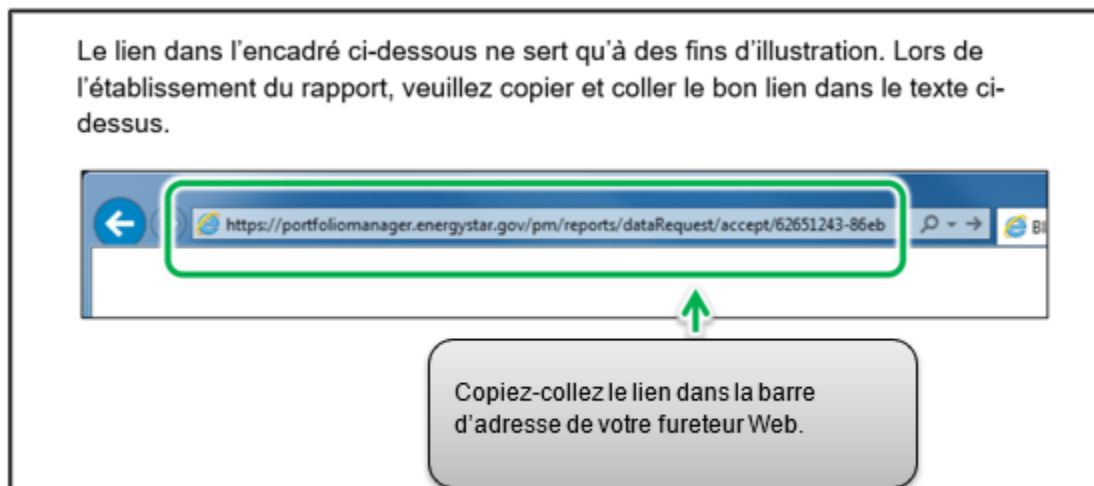 Le lien dans l'encadré ci-dessous ne sert qu'à des fins d'illustration. Lors de
l'établissement du rapport, veuillez copier et coller le bon lien dans le texte ci-
dessus.
https://portfoliomanager.energystar.gov/pm/reports/dataRequest/accept/62651243-86eb
Copiez-collez le lien dans la barre
d'adresse de votre fureteur Web.